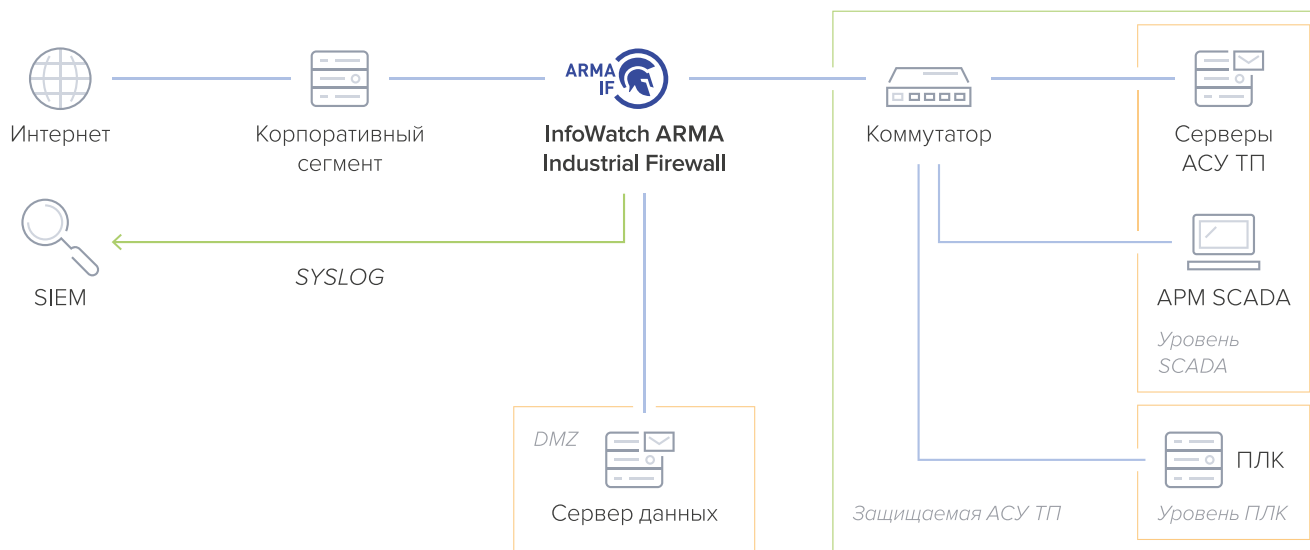 ARMA
IF
Интернет
Корпоративный
сегмент
InfoWatch ARMA
Industrial Firewall
Коммутатор
Серверы
АСУ ТП
SIEM
SYSLOG
АРМ SCADA
Уровень
SCADA
DMZ
Сервер данных
Защищаемая АСУ ТП
ПЛК
Уровень ПЛК